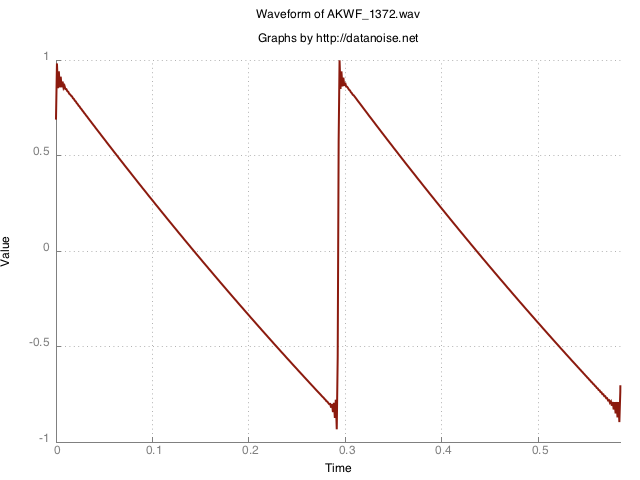 Waveform of AKWF_1372.wav
Graphs by http://datanoise.net
1
0.5
0
-0.5
-1
Value
0 0.1 0.2 0.3 0.4 0.5
Time